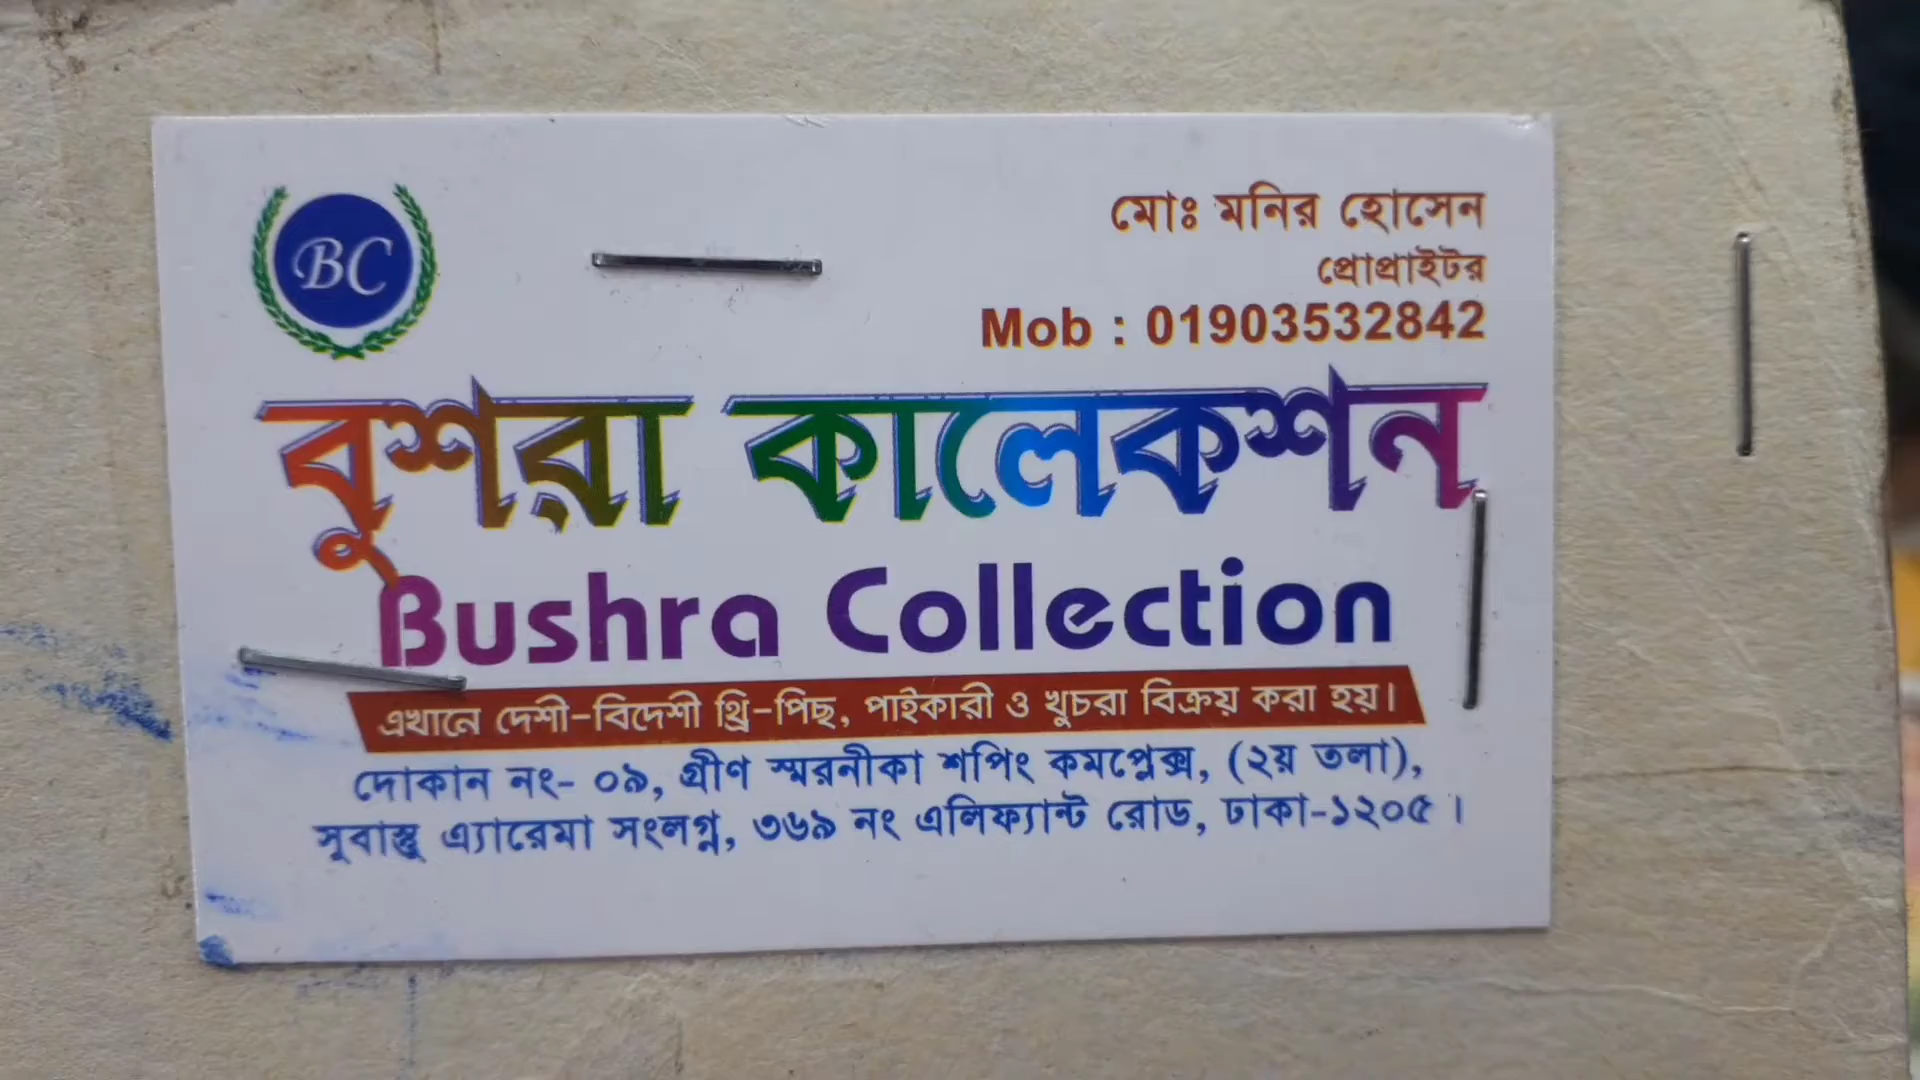 BC
মোঃ মনির হোসেন
প্রোপ্রাইটর
Mob : 01903532842
বুশরা কালেকশন
Bushra Collection
এখানে দেশী-বিদেশী থ্রি-পিছ, পাইকারী ও খুচরা বিক্রয় করা হয়।
দোকান নং- ০৯, গ্রীণ স্মরনীকা শপিং কমপ্লেক্স, (২য় তলা),
সুবাস্তু এ্যারেমা সংলগ্ন, ৩৬৯ নং এলিফ্যান্ট রোড, ঢাকা-১২০৫ ।